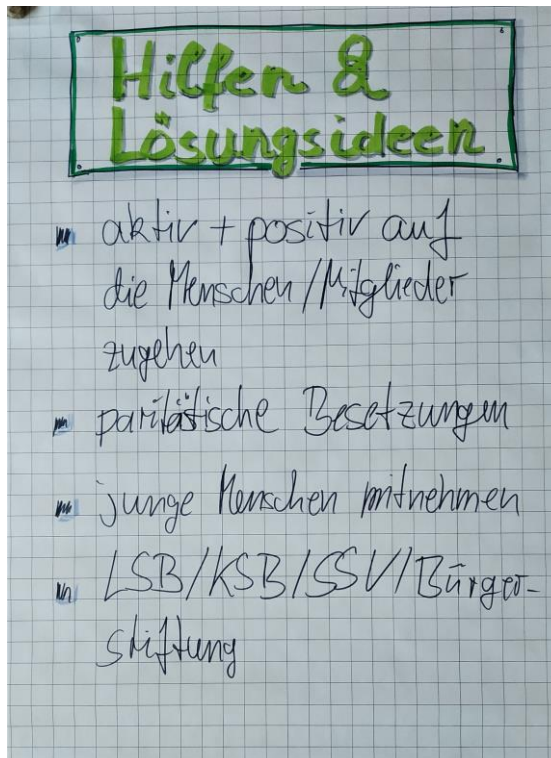 Hilfen &
Lösungsideen
aktiv + positiv auf
die Menschen/Mitglieder
zugehen
paritätische Besetzungen
junge Menschen mitnehmen
LSB/KSB/SSV/Bürger-
stiftung